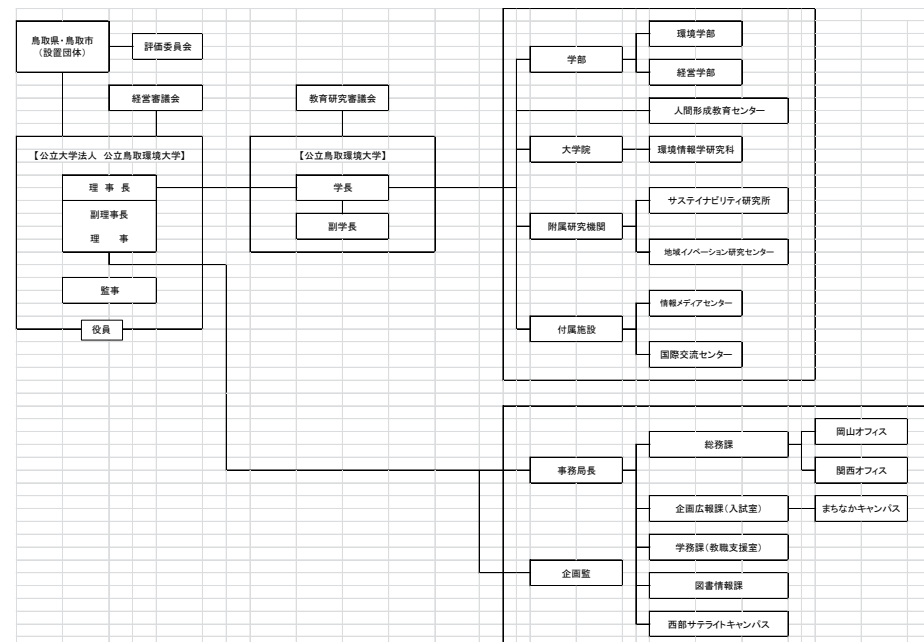 鳥取県・鳥取市
(設置団体)
評価委員会
経営審議会
教育研究審議会
【公立大学法人 公立鳥取環境大学】
理 事 長
副理事長
理 事
監事
役員
【公立鳥取環境大学】
学長
副学長
学部
環境学部
経営学部
人間形成教育センター
大学院
環境情報学研究科
附属研究機関
サステイナビリティ研究所
地域イノベーション研究センター
付属施設
情報メディアセンター
国際交流センター
事務局長
総務課
岡山オフィス
関西オフィス
企画広報課(入試室)
まちなかキャンパス
学務課(教職支援室)
企画監
図書情報課
西部サテライトキャンパス